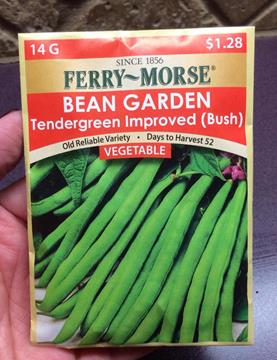 14 G $1.28
SINCE 1856
FERRY~MORSE®
BEAN GARDEN
Tendergreen Improved (Bush)
Old Reliable Variety • Days to Harvest 52
VEGETABLE